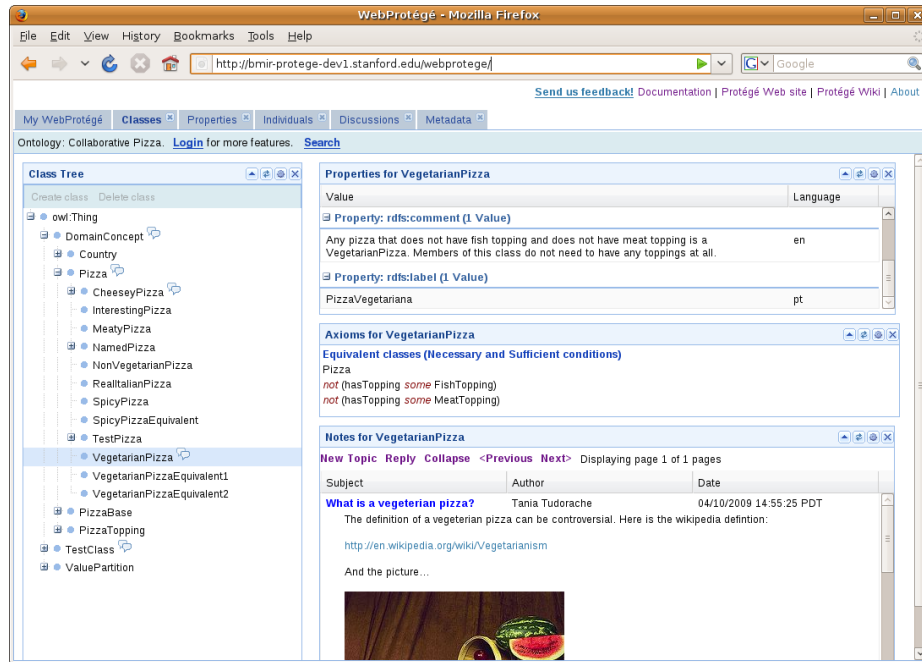 WebProtégé - Mozilla Firefox
File Edit View History Bookmarks Tools Help
http://bmir-protege-dev1.stanford.edu/webprotege/ G Google
Send us feedback! Documentation | Protégé Web site | Protégé Wiki | About
My WebProtégé Classes Properties Individuals Discussions Metadata
Ontology: Collaborative Pizza. Login for more features. Search
Class Tree
Create class Delete class
owl:Thing
DomainConcept
Country
Pizza
CheeseyPizza
InterestingPizza
MeatyPizza
NamedPizza
NonVegetarianPizza
RealItalianPizza
SpicyPizza
SpicyPizzaEquivalent
TestPizza
VegetarianPizza
VegetarianPizzaEquivalent1
VegetarianPizzaEquivalent2
PizzaBase
PizzaTopping
TestClass
ValuePartition
Properties for VegetarianPizza
Value Language
Property: rdfs:comment (1 Value)
Any pizza that does not have fish topping and does not have meat topping is a en
VegetarianPizza. Members of this class do not need to have any toppings at all.
Property: rdfs:label (1 Value)
PizzaVegetariana pt
Axioms for VegetarianPizza
Equivalent classes (Necessary and Sufficient conditions)
Pizza
not (hasTopping some FishTopping)
not (hasTopping some MeatTopping)
Notes for VegetarianPizza
New Topic Reply Collapse <Previous Next> Displaying page 1 of 1 pages
Subject Author Date
What is a vegeterian pizza? Tania Tudorache 04/10/2009 14:55:25 PDT
The definition of a vegeterian pizza can be controversial. Here is the wikipedia defintion:
http://en.wikipedia.org/wiki/Vegetarianism
And the picture...